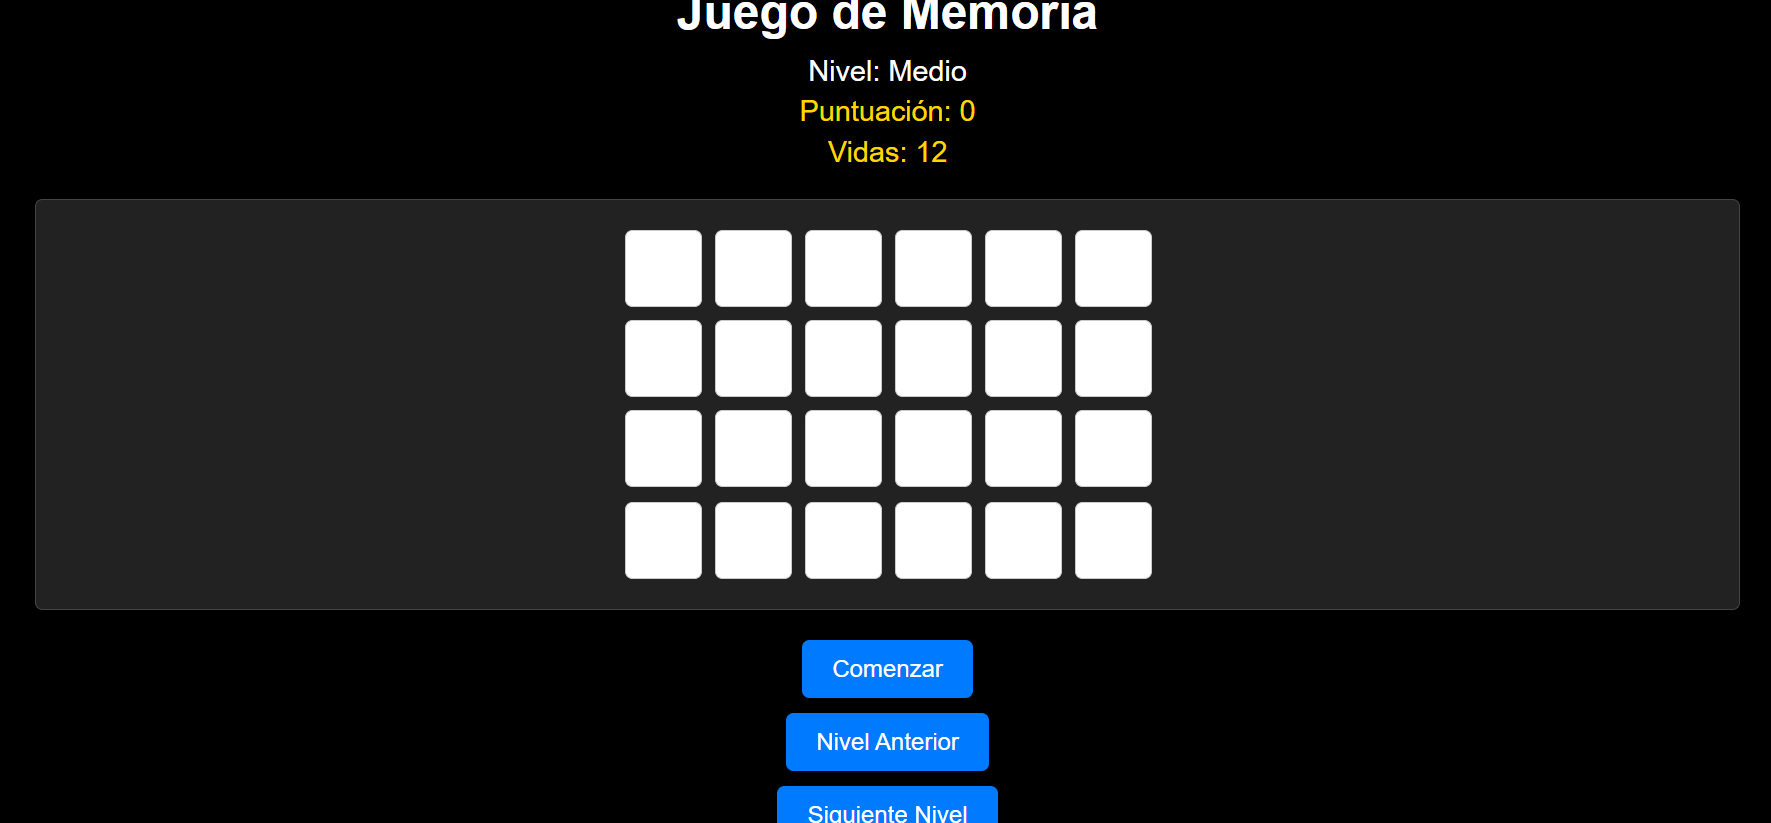 Juego de Memoria
Nivel: Medio
Puntuación: 0
Vidas: 12
Comenzar
Nivel Anterior
Siguiente Nivel